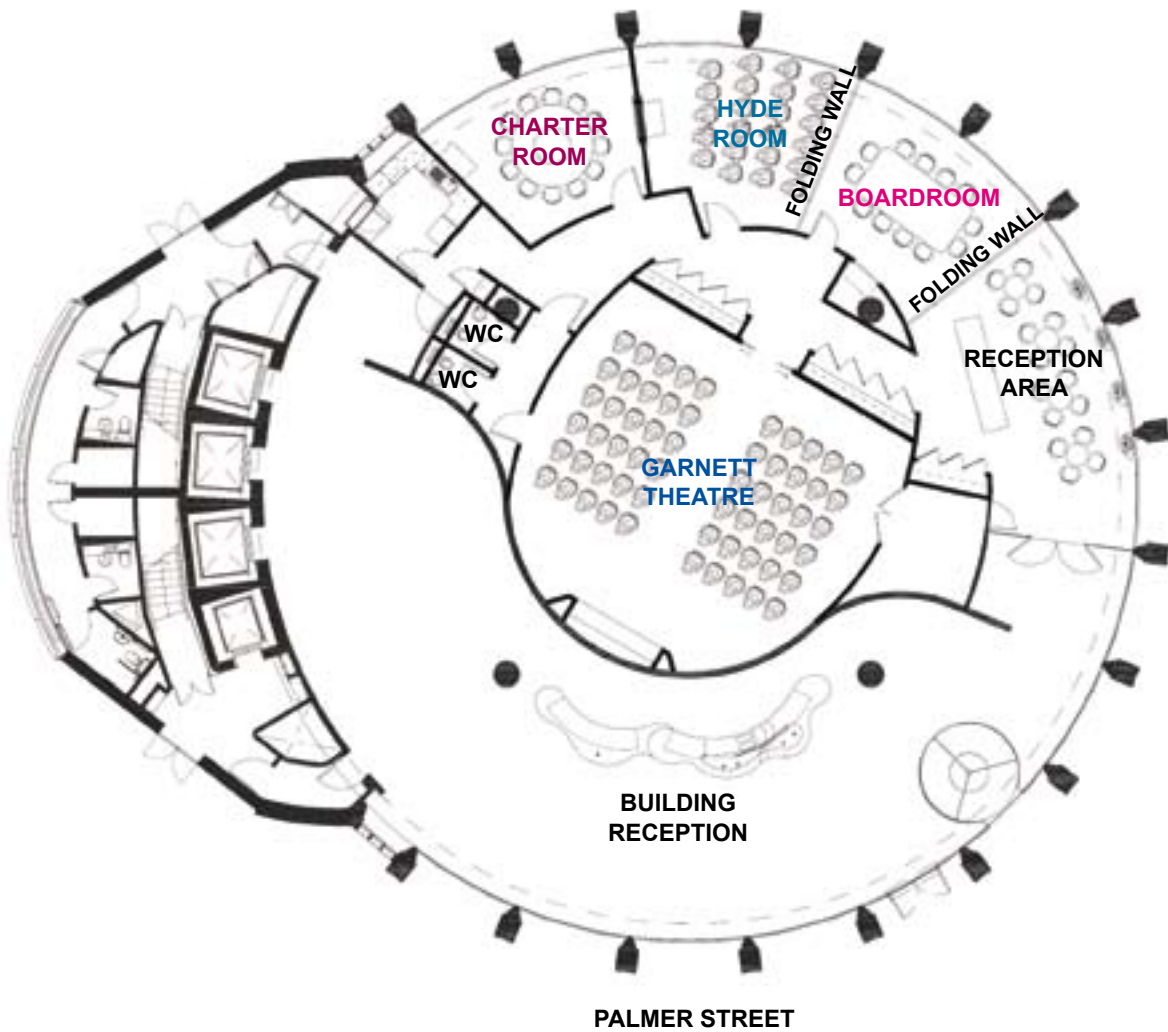 CHARTER
ROOM
HYDE
ROOM
FOLDING WALL
BOARDROOM
FOLDING WALL
WC
WC
RECEPTION
AREA
GARNETT
THEATRE
BUILDING
RECEPTION
PALMER STREET